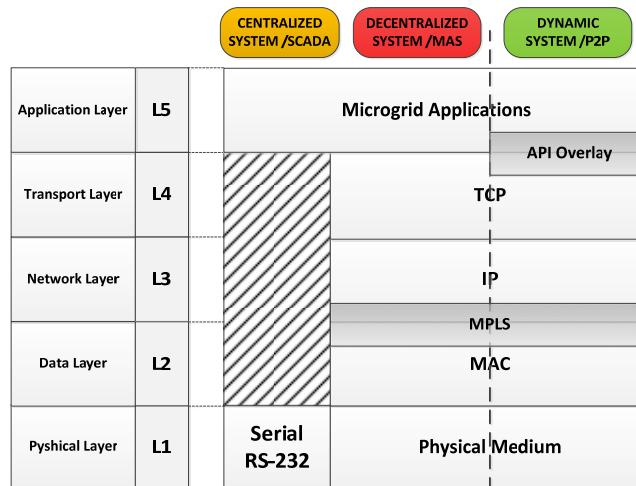 CENTRALIZED
SYSTEM /SCADA
DECENTRALIZED
SYSTEM /MAS
DYNAMIC
SYSTEM /P2P
Application Layer
L5
Microgrid Applications
API Overlay
Transport Layer
L4
TCP
Network Layer
L3
IP
MPLS
Data Layer
L2
MAC
Pyshical Layer
L1
Serial
RS-232
Physical Medium